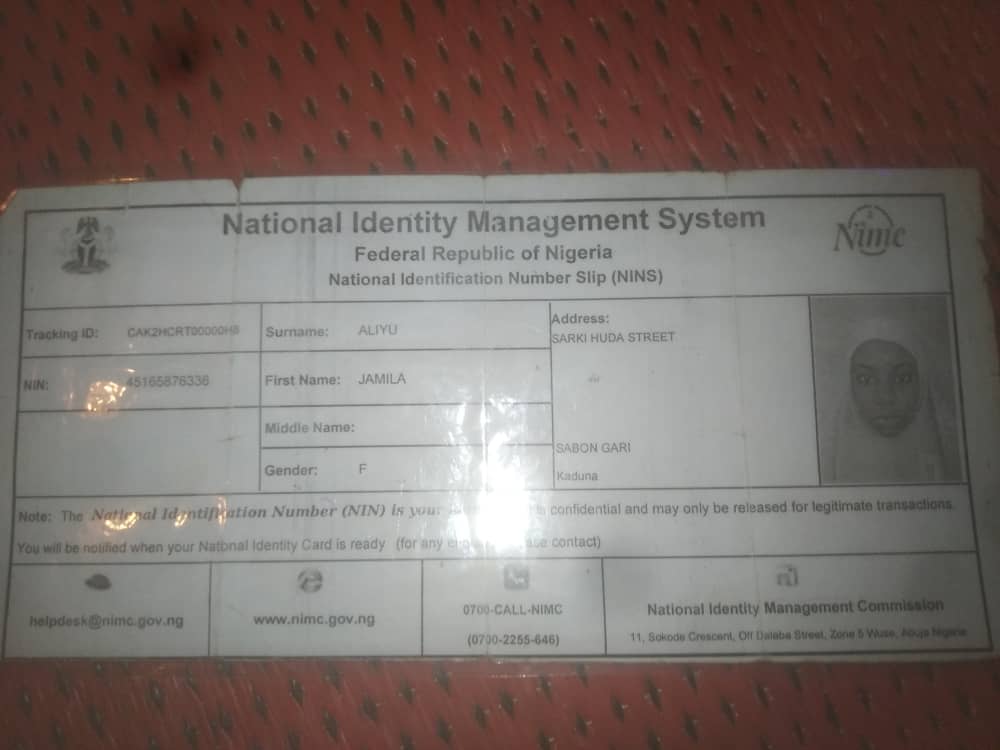 National Identity Management System
Federal Republic of Nigeria
National Identification Number Slip (NINS)
Nimc
Tracking ID: CAK2HCRT00000H8
Surname: ALIYU
Address:
SARKI HUDA STREET
NIN: 45165876336
First Name: JAMILA
Middle Name:
SABON GARI
Gender: F
Kaduna
Note: The National Identification Number (NIN) is your confidential and may only be released for legitimate transactions.
You will be notified when your National Identity Card is ready (for any contact)
helpdesk@nimc.gov.ng
www.nimc.gov.ng
0700-CALL-NIMC
(0700-2255-646)
National Identity Management Commission
11, Sokode Crescent, Off Dalaba Street, Zone 5 Wuse, Abuja Nigeria